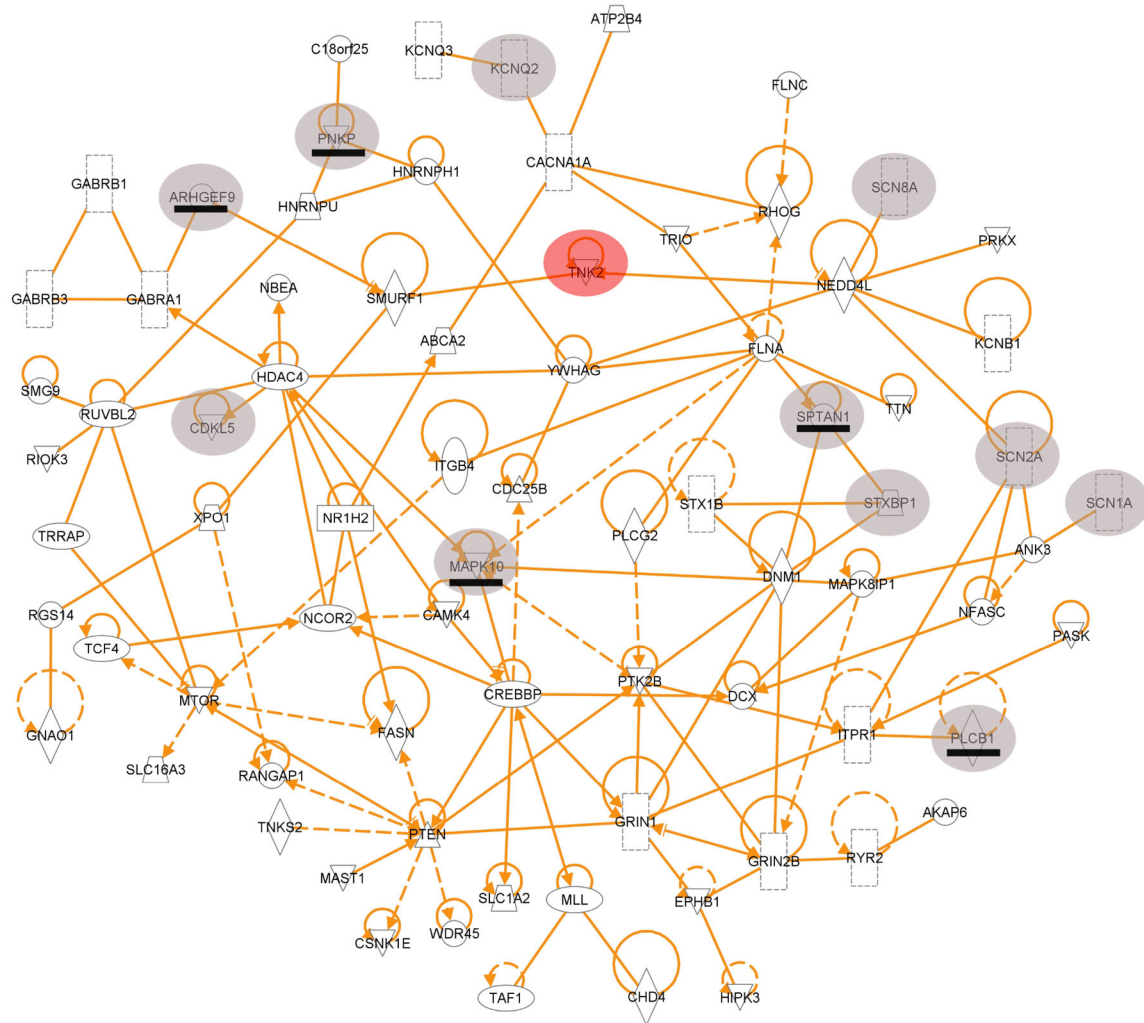 ATP2B4
C18orf25
KCNQ3
KCNQ2
FLNC
PNKP
HNRNPH1
CACNA1A
GABRB1
ARHGEF9
HNRNPU
SCN8A
RHOG
TRIO
PRKX
TNK2
NEDD4L
GABRB3
GABRA1
NBEA
SMURF1
ABCA2
KCNB1
FLNA
HDAC4
YWHAG
SMG9
RUVBL2
CDKL5
SPTAN1
TTN
RIOK3
ITGB4
SCN2A
CDC25B
STX1B
STXBP1
SCN1A
XPO1
NR1H2
TRRAP
PLCG2
ANK3
MAPK10
DNM1
MAPK8IP1
RGS14
NCOR2
CAMK4
NFASC
PASK
TCF4
PTK2B
CREBBP
DCX
MTOR
GNAO1
FASN
ITPR1
PLCB1
SLC16A3
RANGAP1
TNKS2
PTEN
GRIN1
AKAP6
GRIN2B
RYR2
MAST1
SLC1A2
MLL
EPHB1
CSNK1E
WDR45
TAF1
CHD4
HIPK3